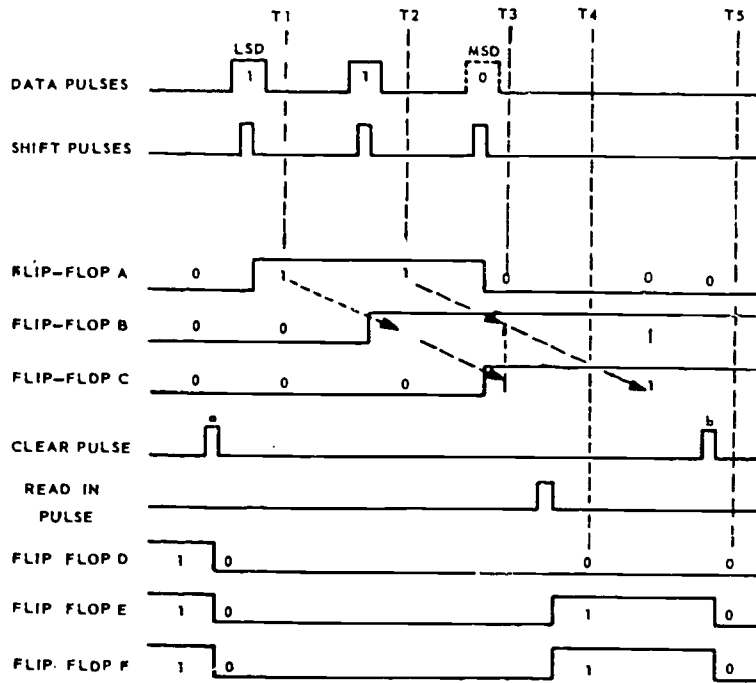 T1 T2 T3 T4 T5
LSD MSD
DATA PULSES 1 1 0
SHIFT PULSES
FLIP-FLOP A 0 1 1 0 0 0
FLIP-FLOP B 0 0 1
FLIP-FLOP C 0 0 0 1 1
CLEAR PULSE a b
READ IN
PULSE
FLIP FLOP D 1 0 0 0
FLIP FLOP E 1 0 1 0
FLIP FLOP F 1 0 1 0